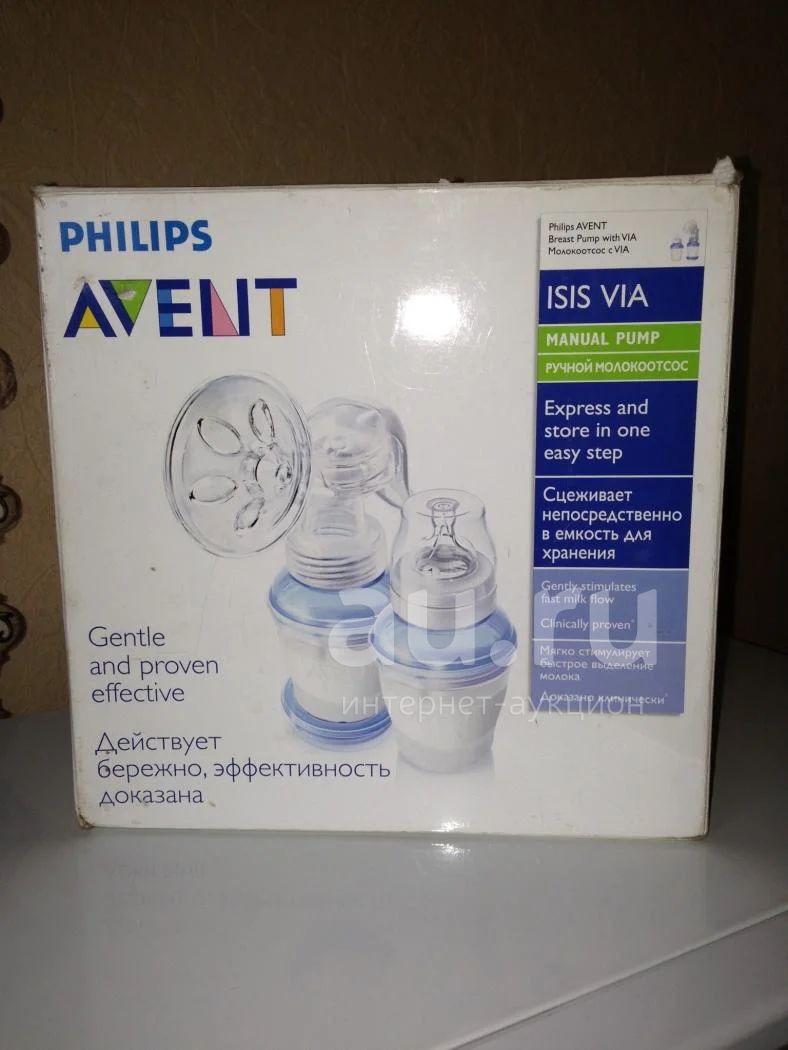 PHILIPS
AVENT
Philips AVENT
Breast Pump with VIA
Молокоотсос с VIA
ISIS VIA
MANUAL PUMP
РУЧНОЙ МОЛОКООТСОС
Express and
store in one
easy step
Сцеживает
непосредственно
в емкость для
хранения
Gently stimulates
fast milk flow
Clinically proven*
Мягко стимулирует
быстрое выделение
молока
Доказано клинически*
Gentle
and proven
effective
Действует
бережно, эффективность
доказана
au.ru
интернет-аукцион